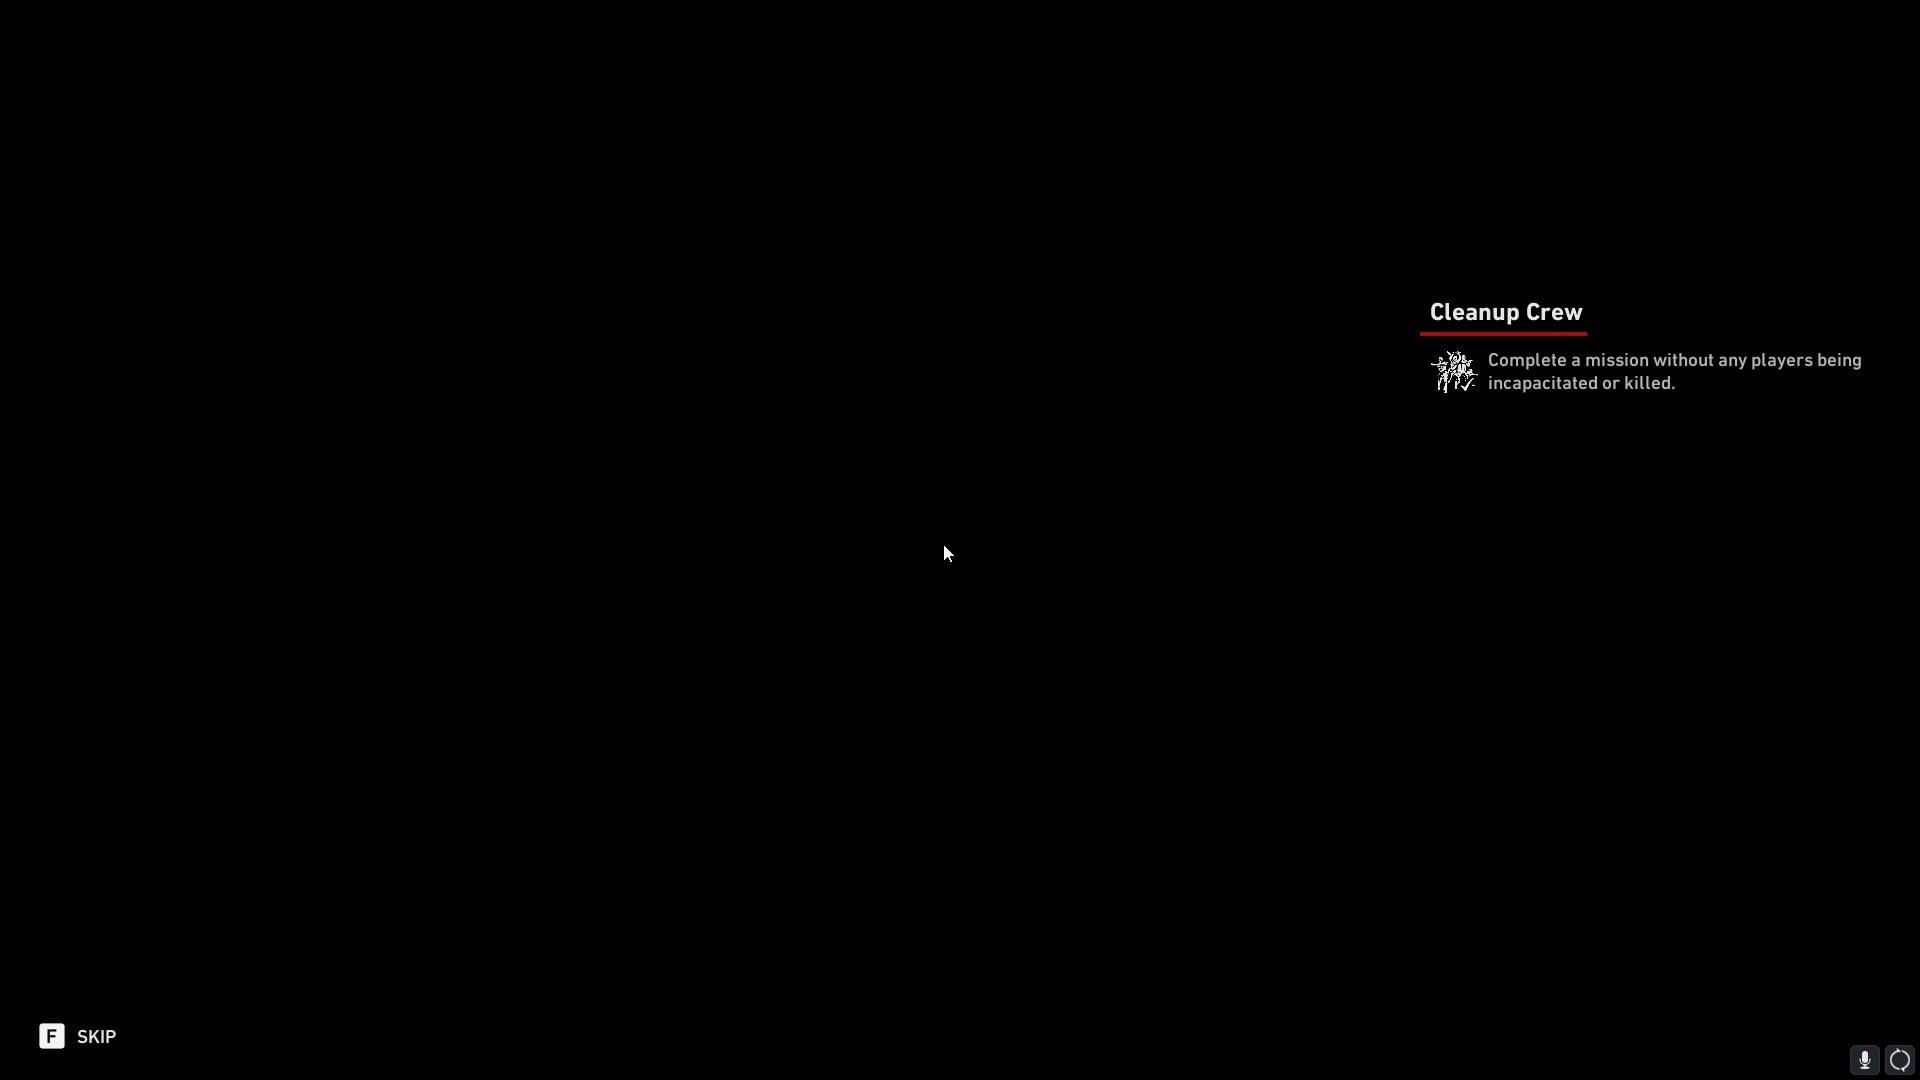 Cleanup Crew
Complete a mission without any players being
incapacitated or killed.
F SKIP